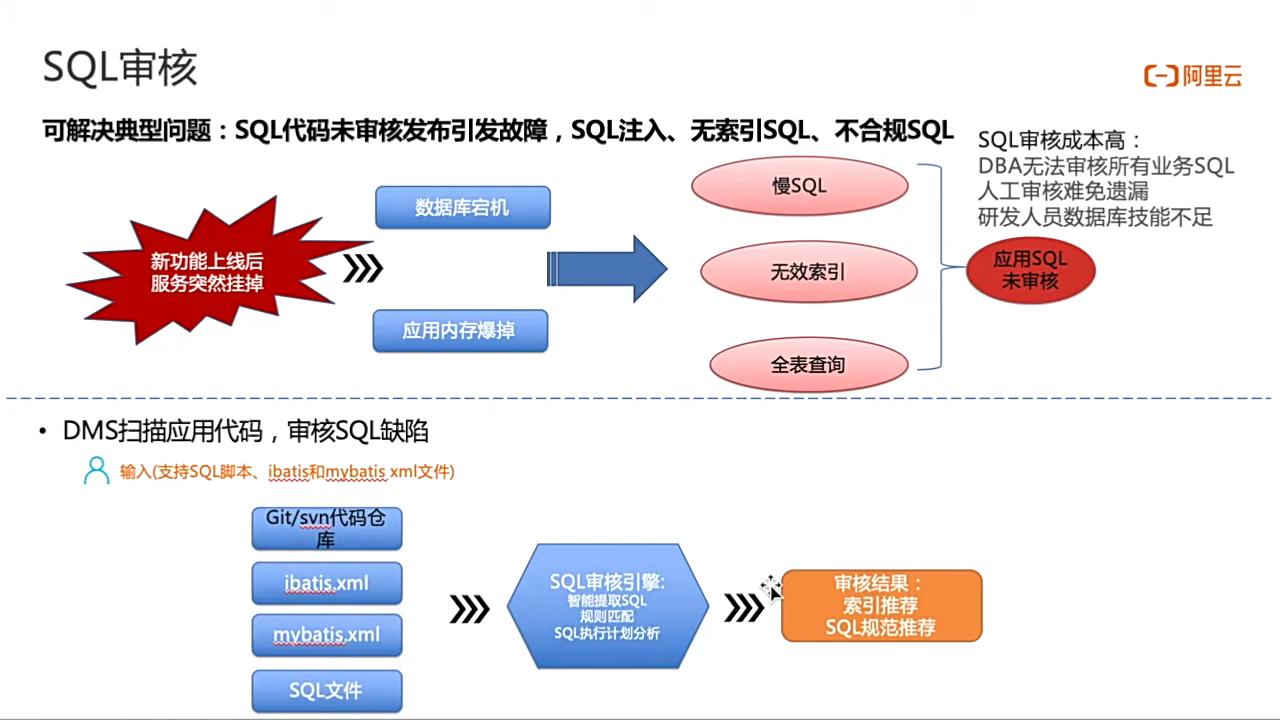 SQL审核
阿里云
可解决典型问题：SQL代码未审核发布引发故障，SQL注入、无索引SQL、不合规SQL
SQL审核成本高：
DBA无法审核所有业务SQL
人工审核难免遗漏
研发人员数据库技能不足
新功能上线后
服务突然挂掉
数据库宕机
应用内存爆掉
慢SQL
无效索引
全表查询
应用SQL
未审核
• DMS扫描应用代码，审核SQL缺陷
输入(支持SQL脚本、ibatis和mybatis xml文件)
Git/svn代码仓
库
ibatis.xml
mybatis.xml
SQL文件
SQL审核引擎:
智能提取SQL
规则匹配
SQL执行计划分析
审核结果：
索引推荐
SQL规范推荐